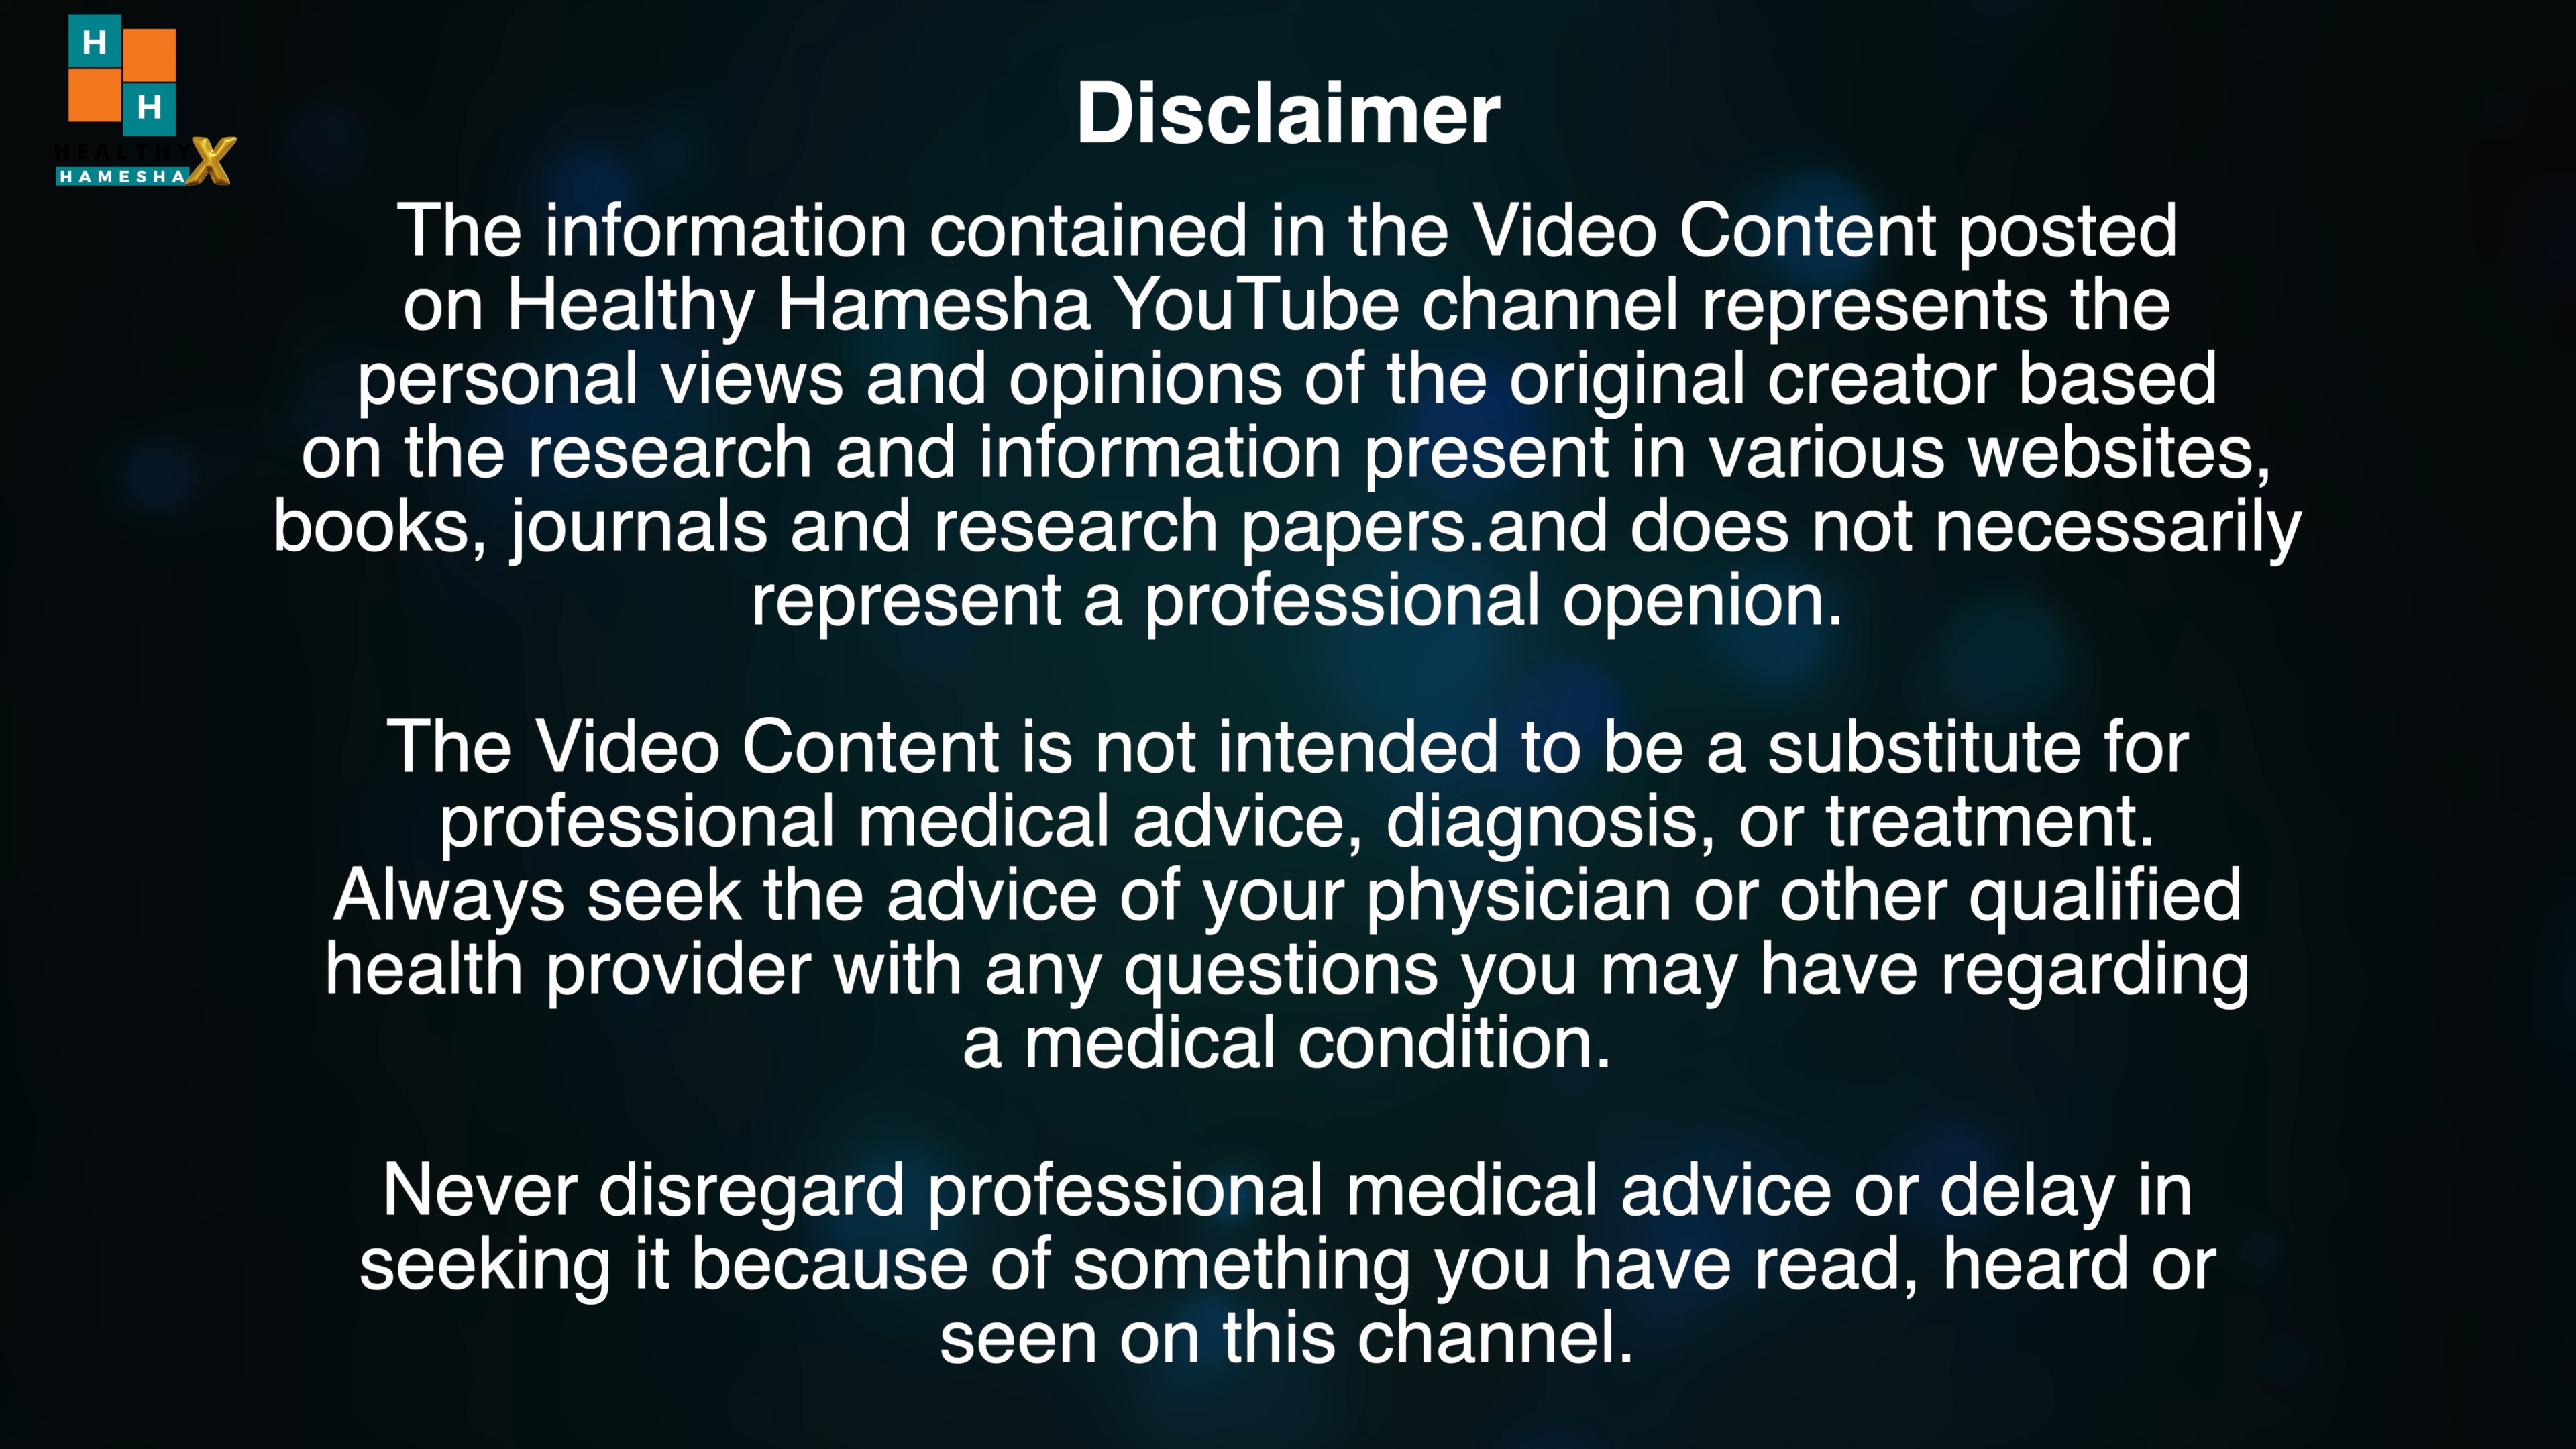 H
H
HEALTHY X
HAMESHA
Disclaimer
The information contained in the Video Content posted
on Healthy Hamesha YouTube channel represents the
personal views and opinions of the original creator based
on the research and information present in various websites,
books, journals and research papers.and does not necessarily
represent a professional openion.
The Video Content is not intended to be a substitute for
professional medical advice, diagnosis, or treatment.
Always seek the advice of your physician or other qualified
health provider with any questions you may have regarding
a medical condition.
Never disregard professional medical advice or delay in
seeking it because of something you have read, heard or
seen on this channel.